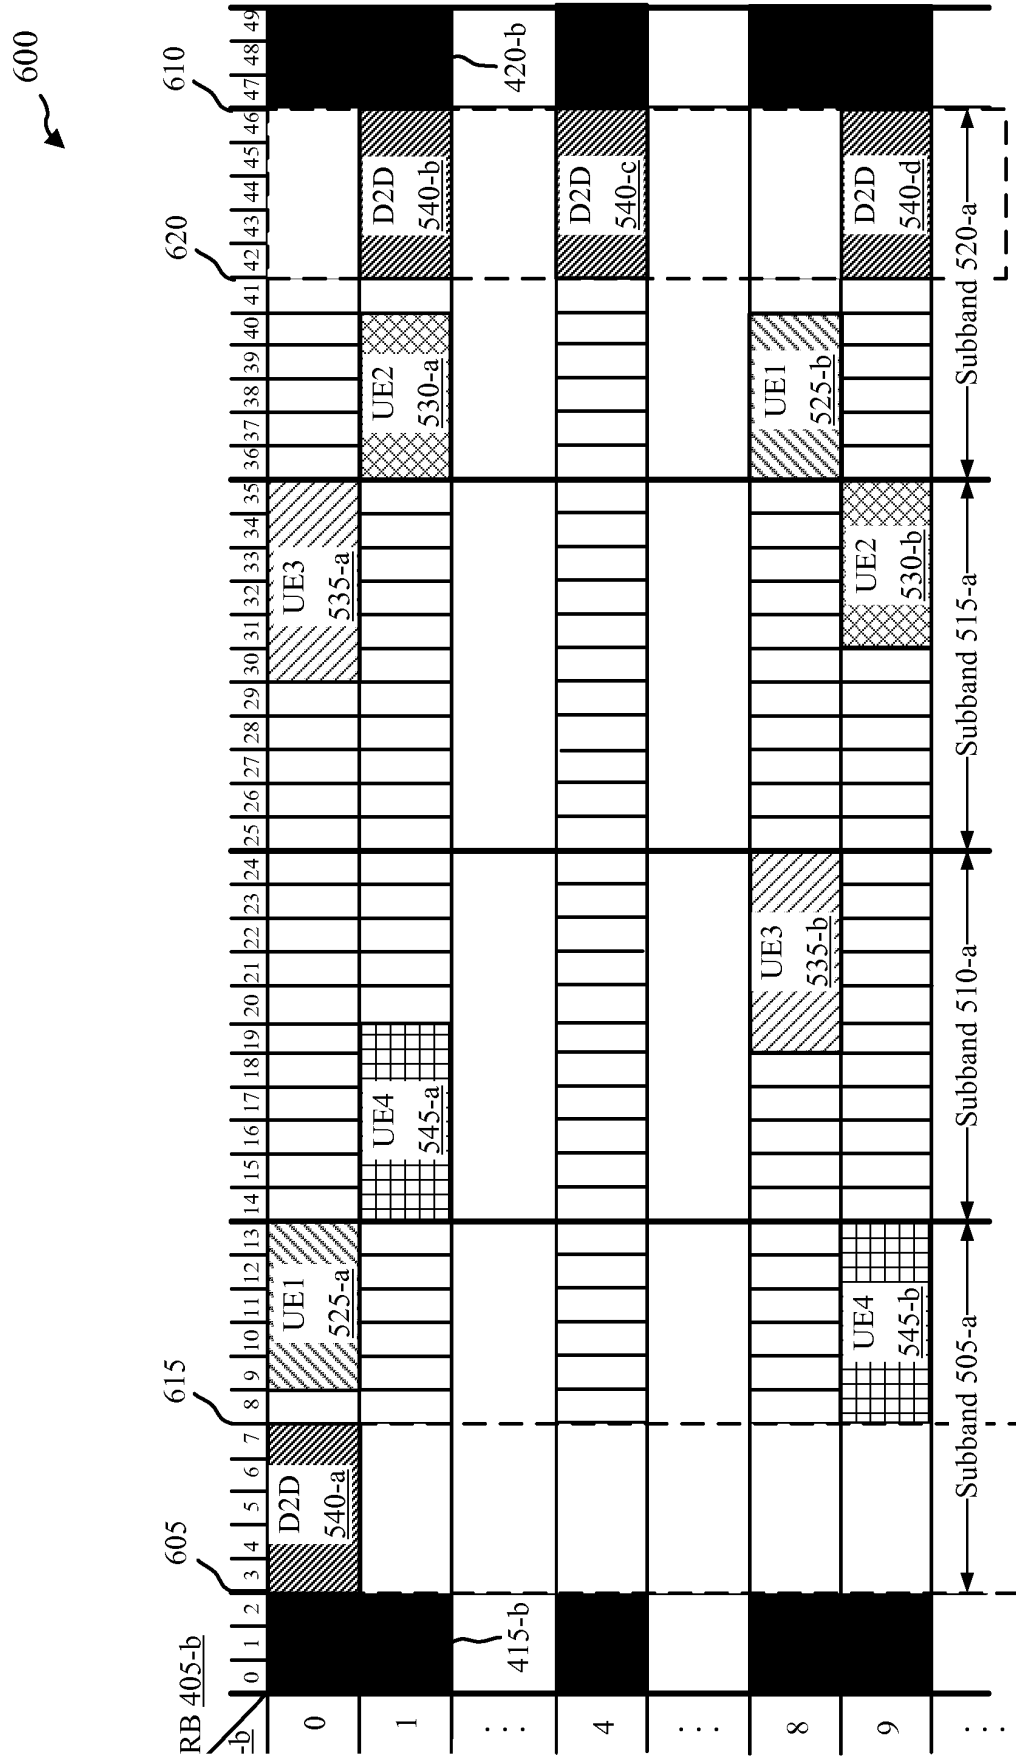 600
605
615
620
610
RB 405-b
-b
0 1 2 3 4 5 6 7 8 9 10 11 12 13 14 15 16 17 18 19 20 21 22 23 24 25 26 27 28 29 30 31 32 33 34 35 36 37 38 39 40 41 42 43 44 45 46 47 48 49
0
D2D
540-a
UE1
525-a
UE3
535-a
1
UE4
545-a
UE2
530-a
D2D
540-b
. . .
415-b
420-b
4
D2D
540-c
. . .
8
UE3
535-b
UE1
525-b
9
UE4
545-b
UE2
530-b
D2D
540-d
. . .
Subband 505-a
Subband 510-a
Subband 515-a
Subband 520-a